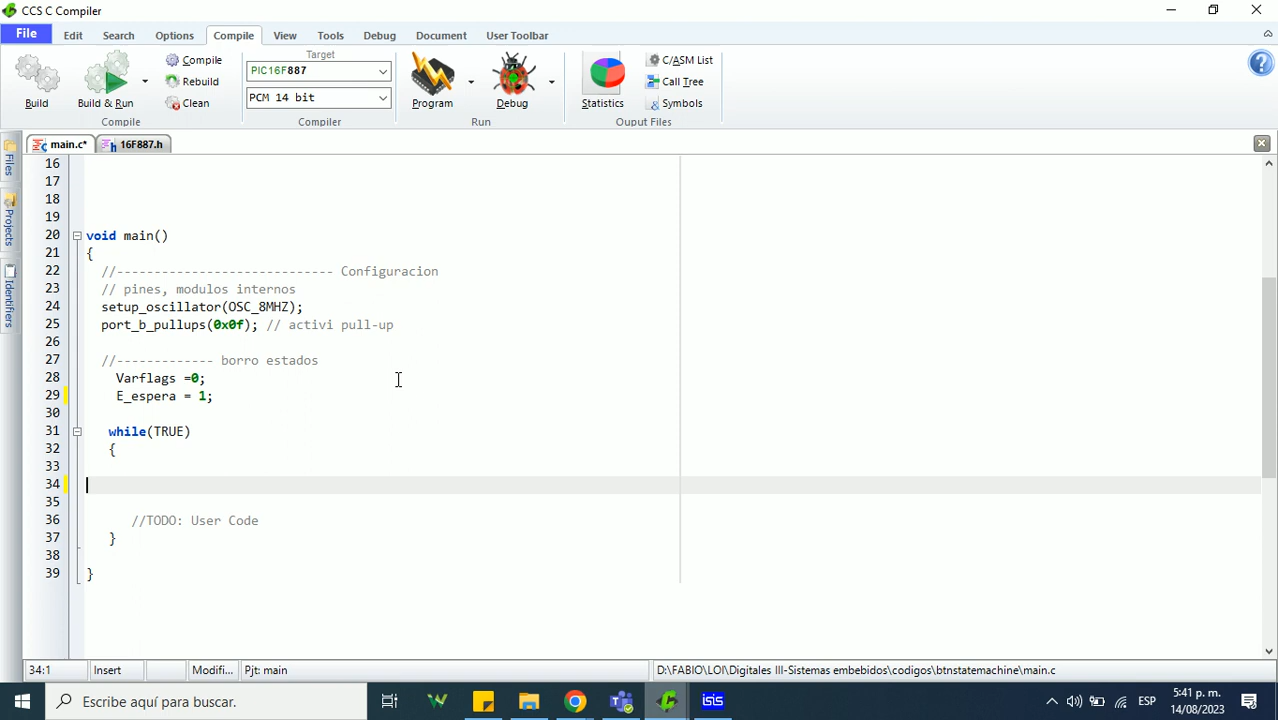 CCS C Compiler
File Edit Search Options Compile View Tools Debug Document User Toolbar
Target
Compile
PIC16F887
C/ASM List
Rebuild
Call Tree
Clean
PCM 14 bit
Symbols
Build
Build & Run
Program
Debug
Statistics
Compile
Compiler
Run
Ouput Files
main.c*
16F887.h
Files
Projects
Identifiers
16
17
18
19
20 void main()
21 {
22 //----------------------------- Configuracion
23 // pines, modulos internos
24 setup_oscillator(OSC_8MHZ);
25 port_b_pullups(0x0f); // activi pull-up
26
27 //------------- borro estados
28 Varflags =0;
29 E_espera = 1;
30
31 while(TRUE)
32 {
33
34
35
36 //TODO: User Code
37 }
38
39 }
34:1 Insert Modifi... Pjt: main D:\FABIO\LOI\Digitales III-Sistemas embebidos\codigos\btnstatemachine\main.c
Escribe aquí para buscar.
isis
ESP
5:41 p. m.
14/08/2023